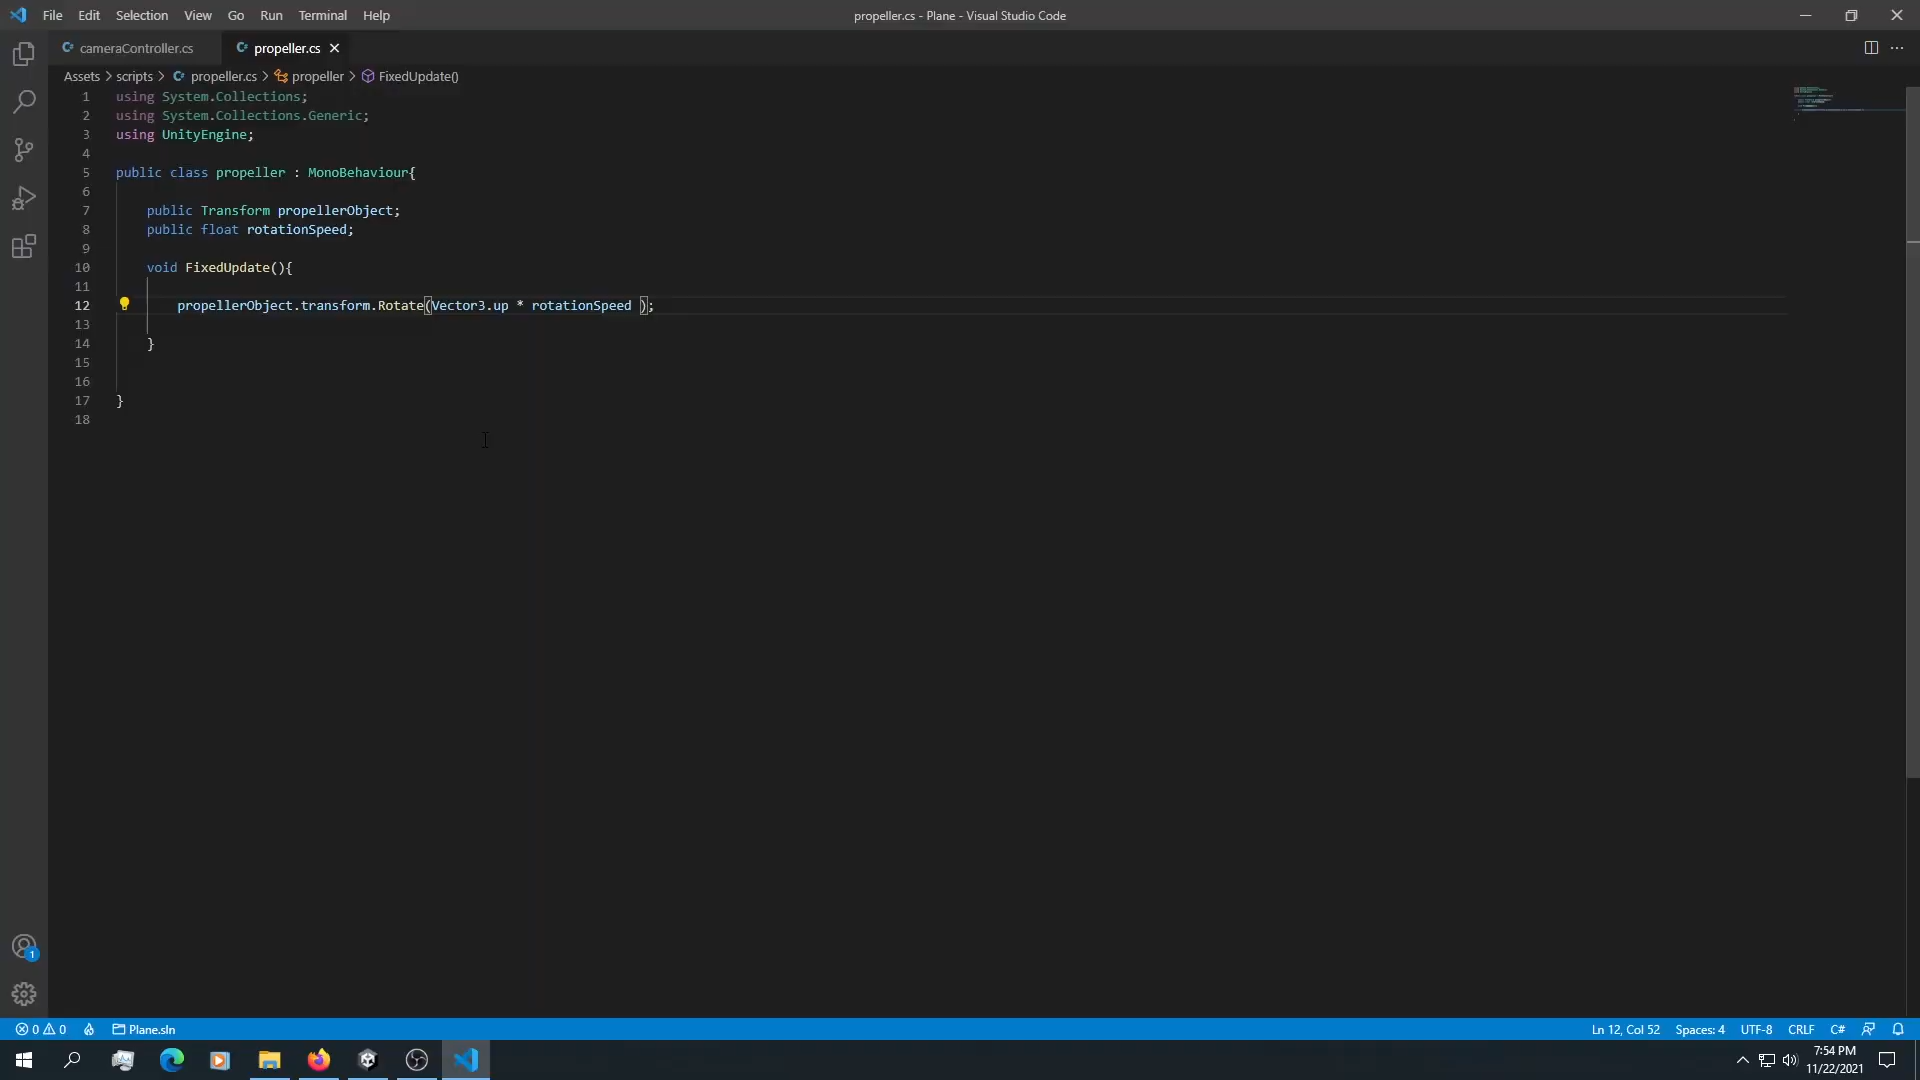 File Edit Selection View Go Run Terminal Help propeller.cs - Plane - Visual Studio Code
cameraController.cs propeller.cs
Assets > scripts > propeller.cs > propeller > FixedUpdate()
1 using System.Collections;
2 using System.Collections.Generic;
3 using UnityEngine;
4
5 public class propeller : MonoBehaviour{
6
7 public Transform propellerObject;
8 public float rotationSpeed;
9
10 void FixedUpdate(){
11
12 propellerObject.transform.Rotate(Vector3.up * rotationSpeed );
13
14 }
15
16
17 }
18
1
0 0 Plane.sln Ln 12, Col 52 Spaces: 4 UTF-8 CRLF C#
7:54 PM
11/22/2021